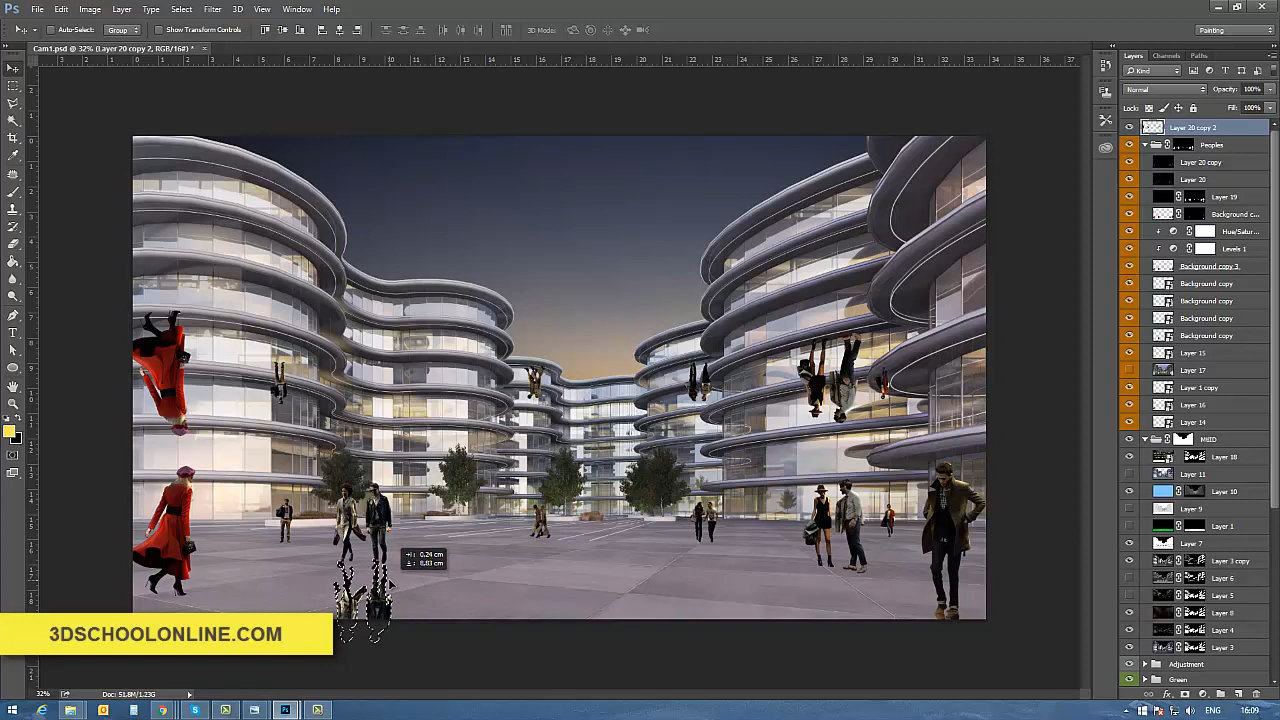 Ps File Edit Image Layer Type Select Filter 3D View Window Help
Auto-Select: Group Show Transform Controls 3D Mode: Painting
Cam1.psd @ 32% (Layer 20 copy 2, RGB/16#) * ×
Layers Channels Paths
Kind
Normal Opacity: 100%
Lock: Fill: 100%
Layer 20 copy 2
Peoples
Layer 20 copy
Layer 20
Layer 19
Background c...
Hue/Satur...
Levels 1
Background copy 3
Background copy
Background copy
Background copy
Background copy
Layer 15
Layer 17
Layer 1 copy
Layer 16
Layer 14
Layer 18
Layer 11
Layer 10
Layer 9
Layer 1
Layer 7
Layer 3 copy
Layer 6
Layer 5
Layer 8
Layer 4
Layer 3
Adjustment
Green
0.24 cm
8.83 cm
3DSCHOOLONLINE.COM
32% Doc: 51.8M/1.23G
ENG 16:09